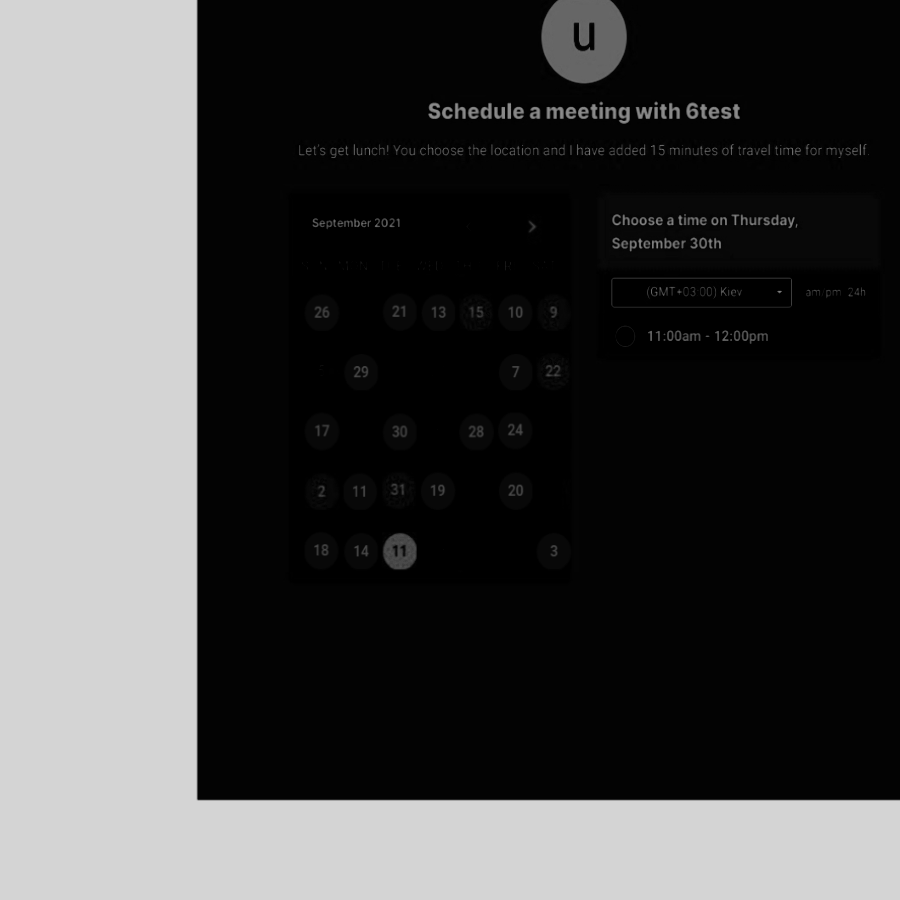 u
Schedule a meeting with 6test
Let's get lunch! You choose the location and I have added 15 minutes of travel time for myself.
September 2021
Choose a time on Thursday,
September 30th
(GMT+03:00) Kiev
am/pm 24h
11:00am - 12:00pm
26 21 13 15 10 9
29 7 22
17 30 28 24
2 11 31 19 20
18 14 11 3